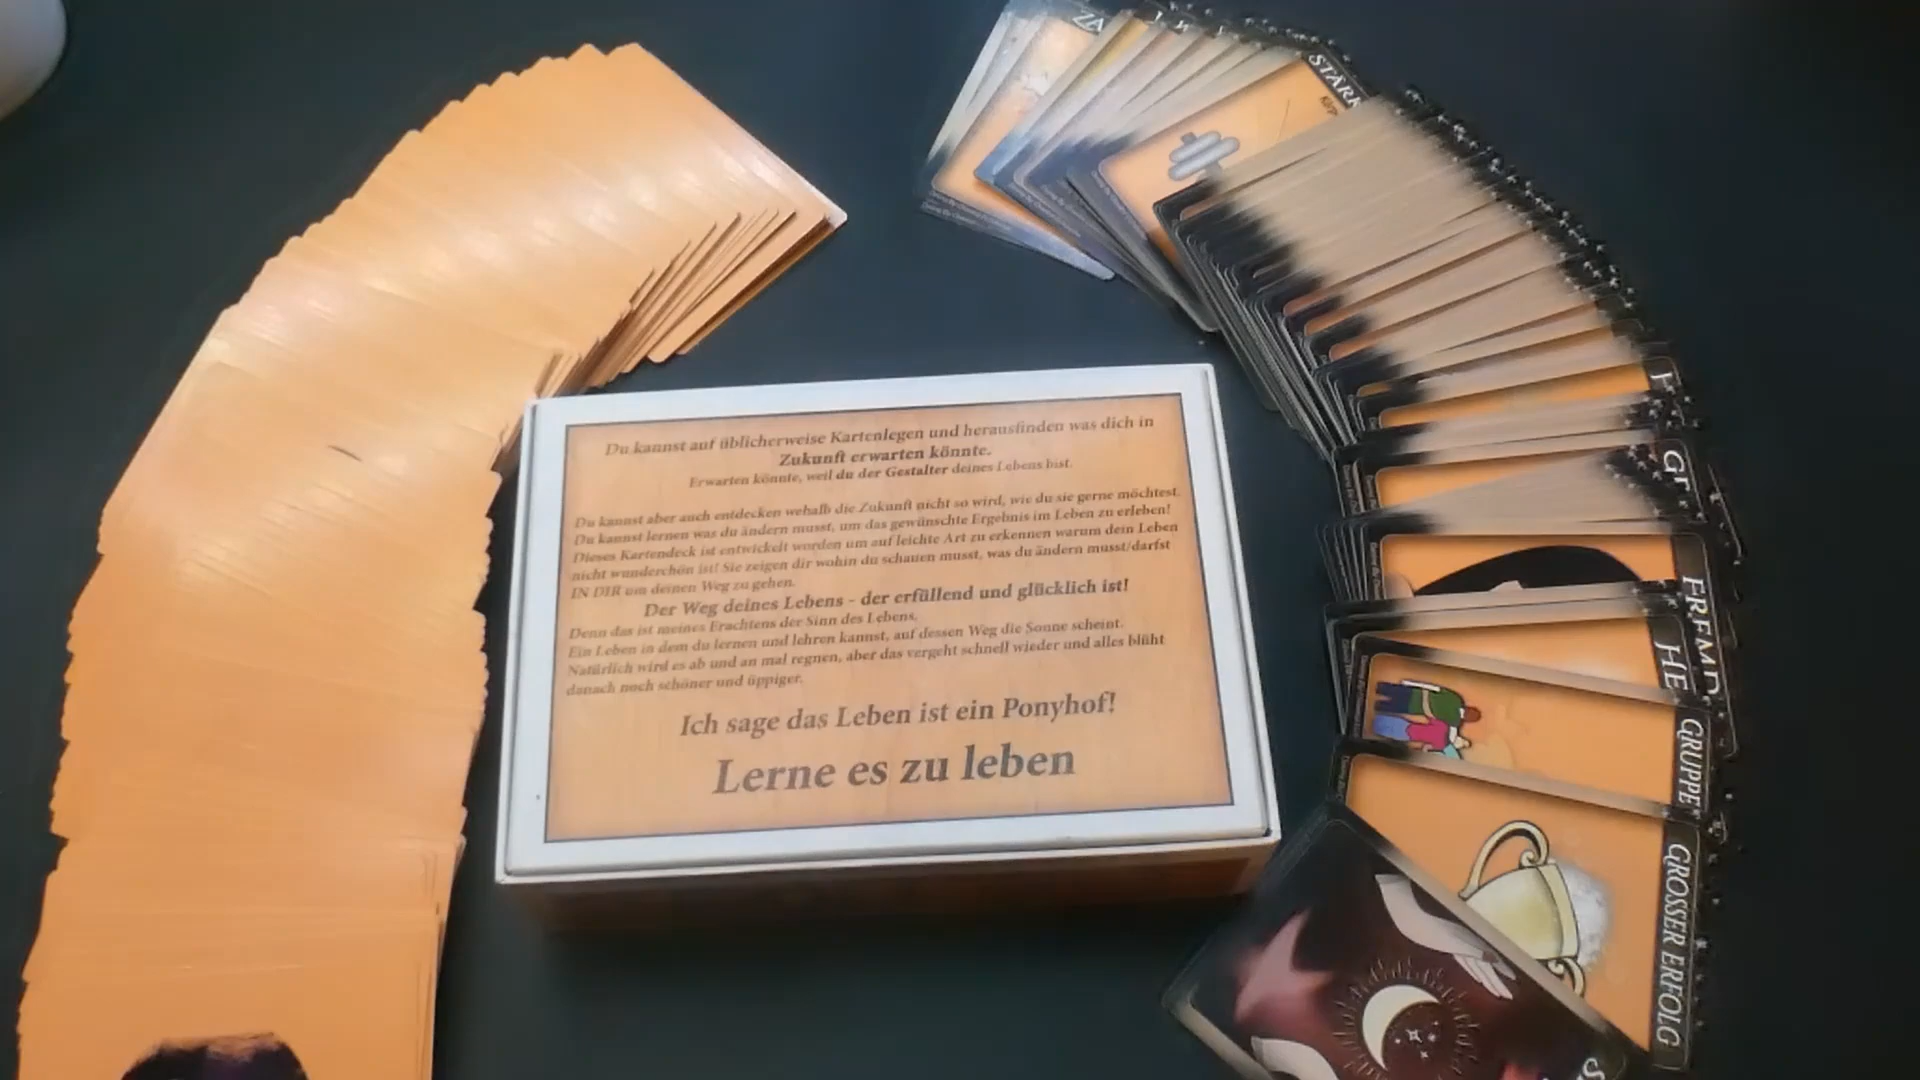 Du kannst auf üblicherweise Kartenlegen und herausfinden was dich in
Zukunft erwarten könnte.
Erwarten könnte, weil du der Gestalter deines Lebens bist.
Du kannst aber auch entdecken wehalb die Zukunft nicht so wird, wie du sie gerne möchtest.
Du kannst lernen was du ändern musst, um das gewünschte Ergebnis im Leben zu erleben!
Dieses Kartendeck ist entwickelt worden um auf leichte Art zu erkennen warum dein Leben
nicht wunderchön ist! Sie zeigen dir wohin du schauen musst, was du ändern musst/darfst
IN DIR um deinen Weg zu gehen.
Der Weg deines Lebens - der erfüllend und glücklich ist!
Denn das ist meines Erachtens der Sinn des Lebens,
Ein Leben in dem du lernen und lehren kannst, auf dessen Weg die Sonne scheint.
Natürlich wird es ab und an mal regnen, aber das vergeht schnell wieder und alles blüht
danach noch schöner und üppiger.
Ich sage das Leben ist ein Ponyhof!
Lerne es zu leben
STÄRK
FREMD
HE
GRUPPE
GROSSER ERFOLG